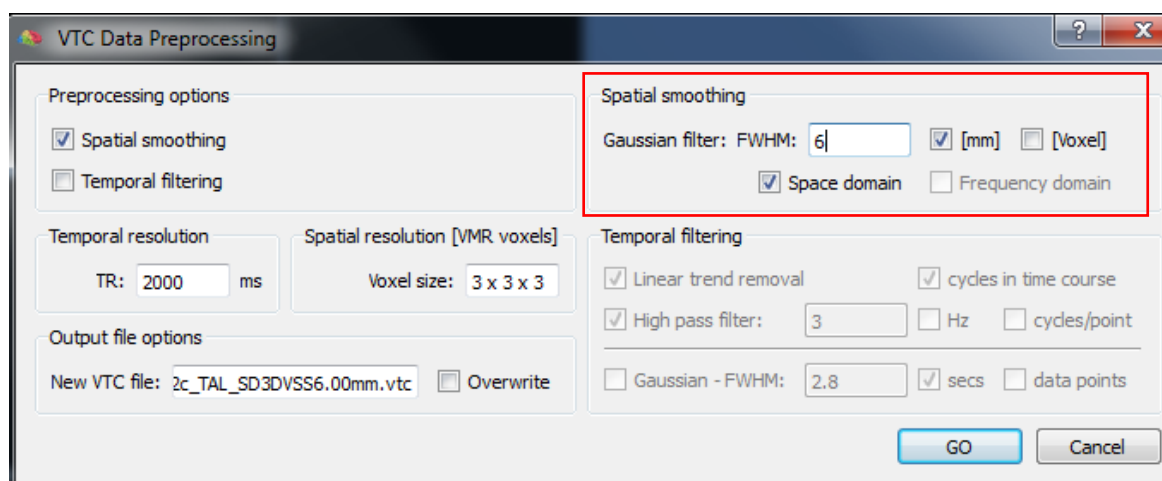 VTC Data Preprocessing
?
X
Preprocessing options
Spatial smoothing
Temporal filtering
Spatial smoothing
Gaussian filter: FWHM: 6 [mm] [Voxel]
Space domain Frequency domain
Temporal resolution
TR: 2000 ms
Spatial resolution [VMR voxels]
Voxel size: 3 x 3 x 3
Temporal filtering
Linear trend removal cycles in time course
High pass filter: 3 Hz cycles/point
Gaussian - FWHM: 2.8 secs data points
Output file options
New VTC file: 2c_TAL_SD3DVSS6.00mm.vtc Overwrite
GO Cancel